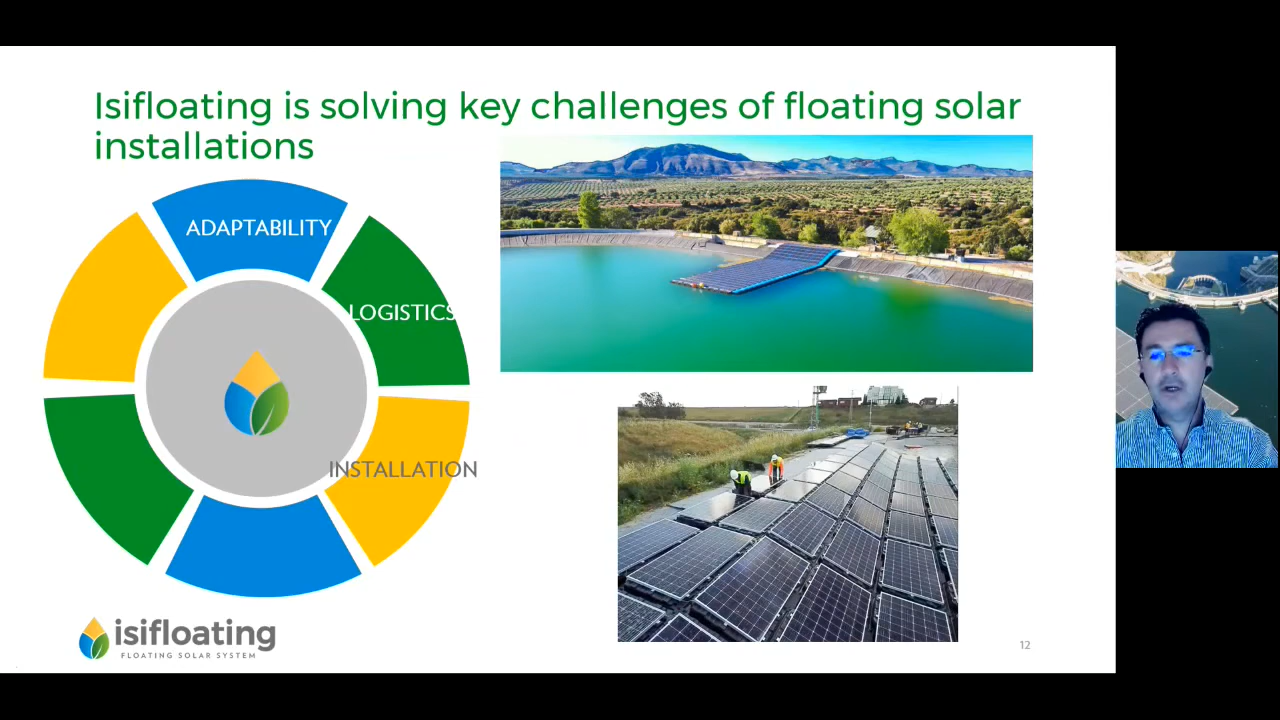 Isifloating is solving key challenges of floating solar
installations
ADAPTABILITY
LOGISTICS
INSTALLATION
isifloating
FLOATING SOLAR SYSTEM
12